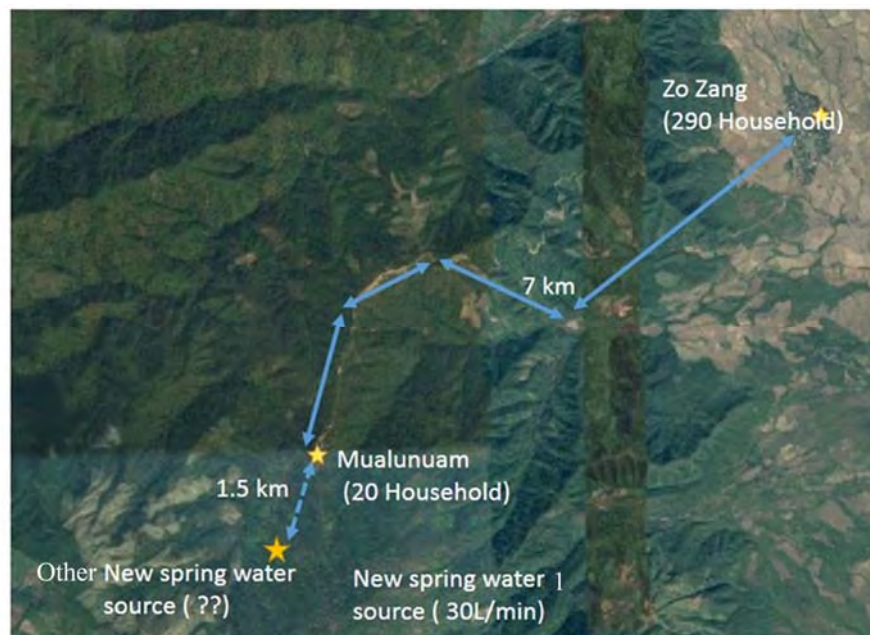 Zo Zang
(290 Household)
7 km
Mualunuam
(20 Household)
1.5 km
Other New spring water
source ( ??)
New spring water 1
source ( 30L/min)